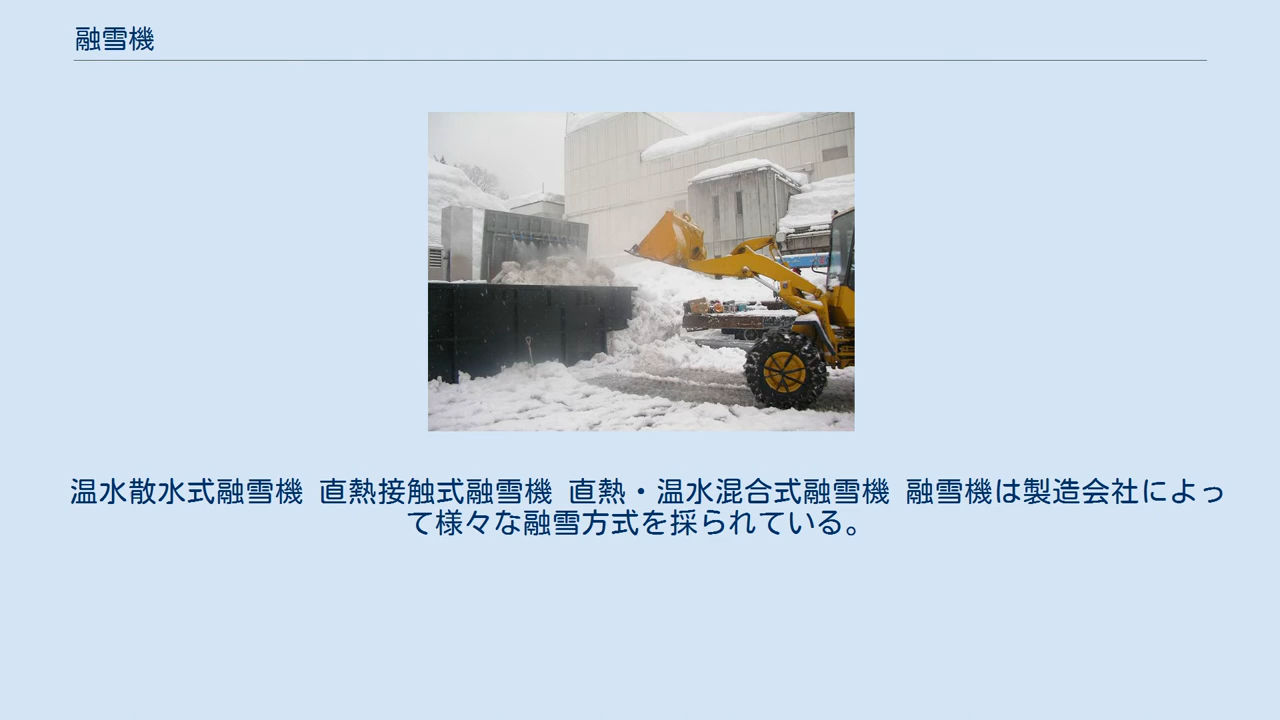 融雪機
温水散水式融雪機 直熱接触式融雪機 直熱・温水混合式融雪機 融雪機は製造会社によっ
て様々な融雪方式を採られている。